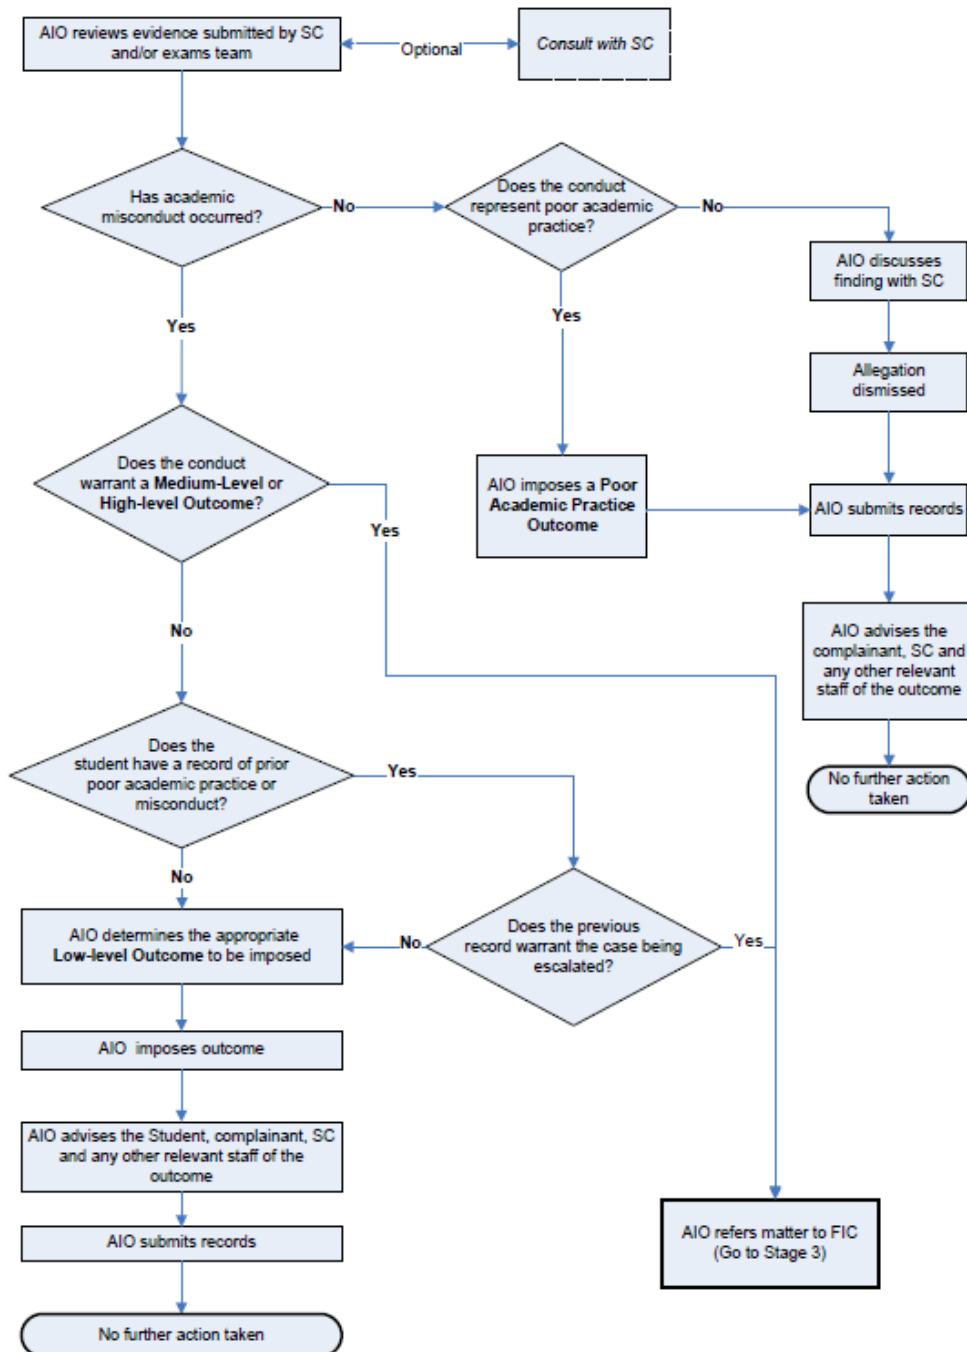 AIO reviews evidence submitted by SC
and/or exams team
Optional
Consult with SC
Has academic
misconduct occurred?
No
Does the conduct
represent poor academic
practice?
No
AIO discusses
finding with SC
Yes
Yes
Allegation
dismissed
Does the conduct
warrant a Medium-Level or
High-level Outcome?
Yes
AIO imposes a Poor
Academic Practice
Outcome
AIO submits records
No
AIO advises the
complainant, SC and
any other relevant
staff of the outcome
Does the
student have a record of prior
poor academic practice or
misconduct?
Yes
No further action
taken
No
AIO determines the appropriate
Low-level Outcome to be imposed
No
Does the previous
record warrant the case being
escalated?
Yes
AIO imposes outcome
AIO advises the Student, complainant, SC
and any other relevant staff of the
outcome
AIO submits records
AIO refers matter to FIC
(Go to Stage 3)
No further action taken